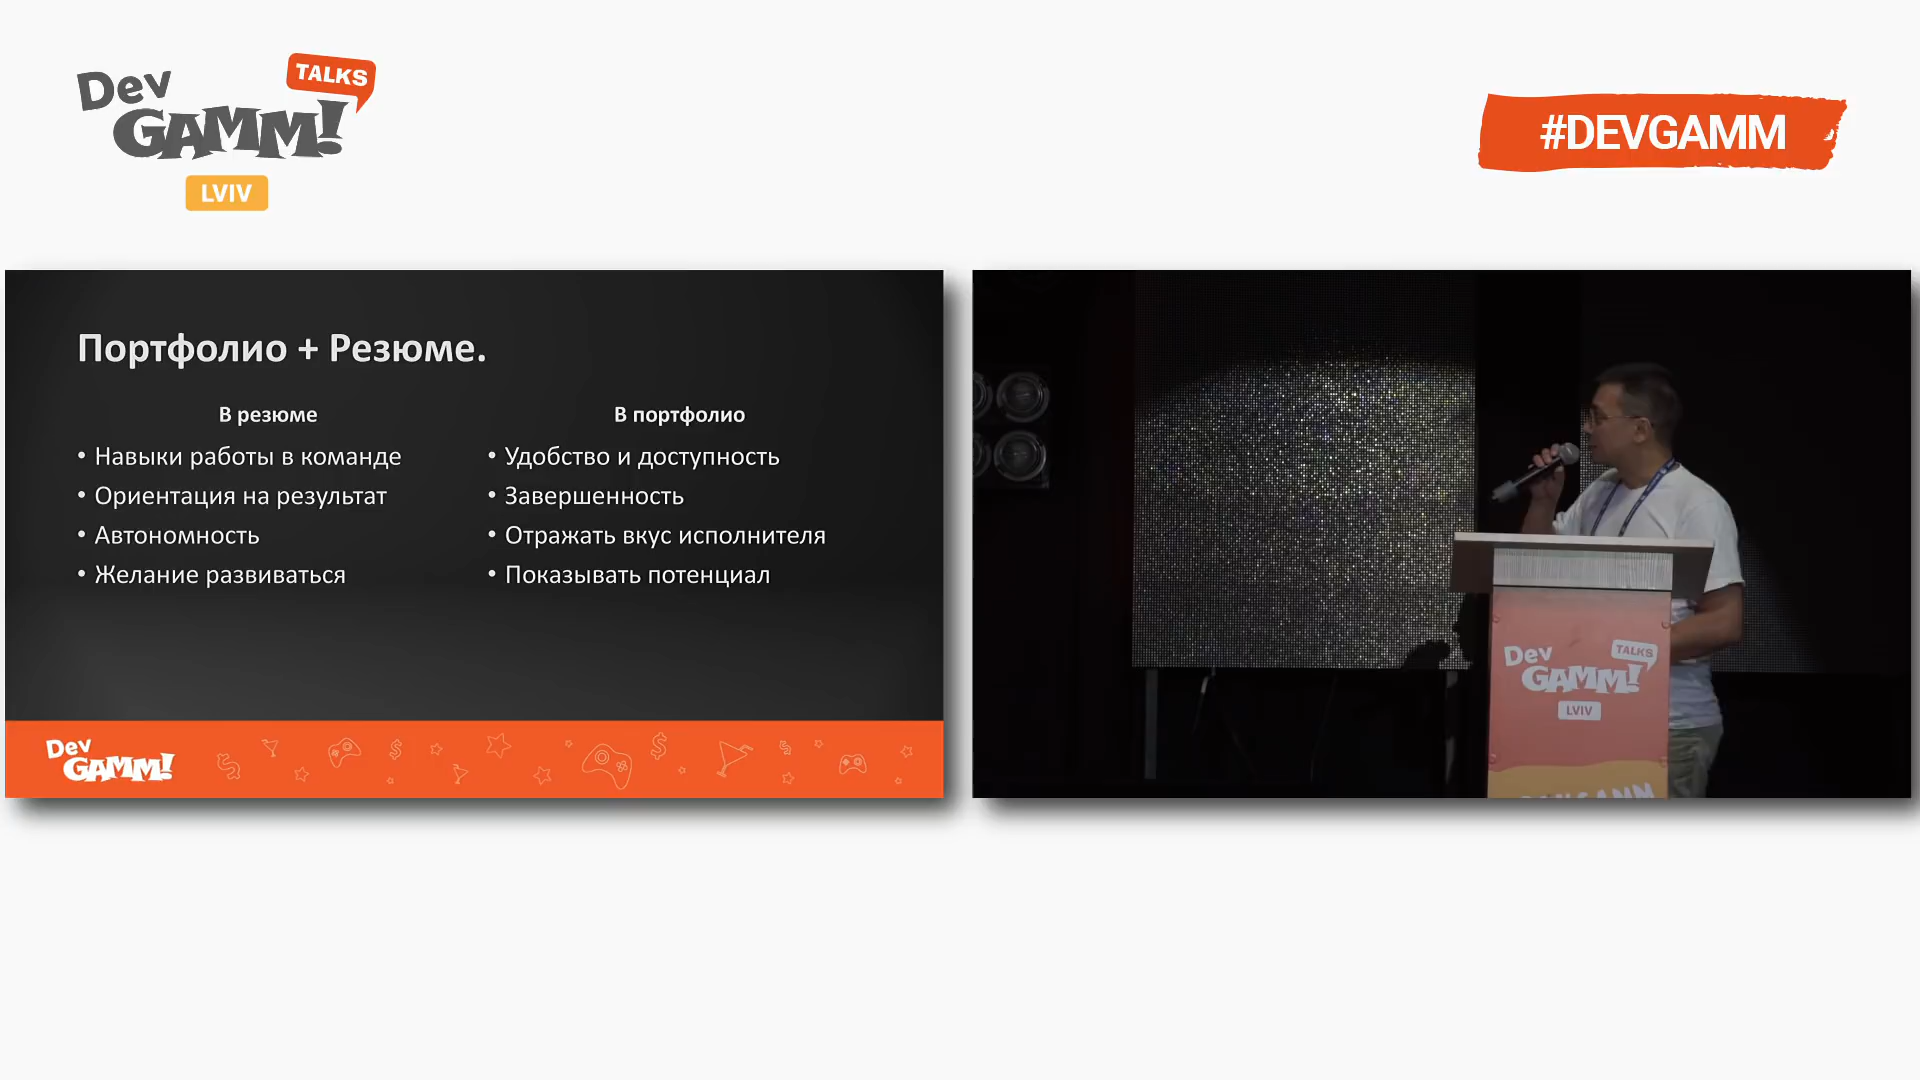 Dev
TALKS
GAMM!
LVIV
#DEVGAMM
Портфолио + Резюме.
В резюме
• Навыки работы в команде
• Ориентация на результат
• Автономность
• Желание развиваться
В портфолио
• Удобство и доступность
• Завершенность
• Отражать вкус исполнителя
• Показывать потенциал
Dev
GAMM!
Dev
TALKS
GAMM!
LVIV